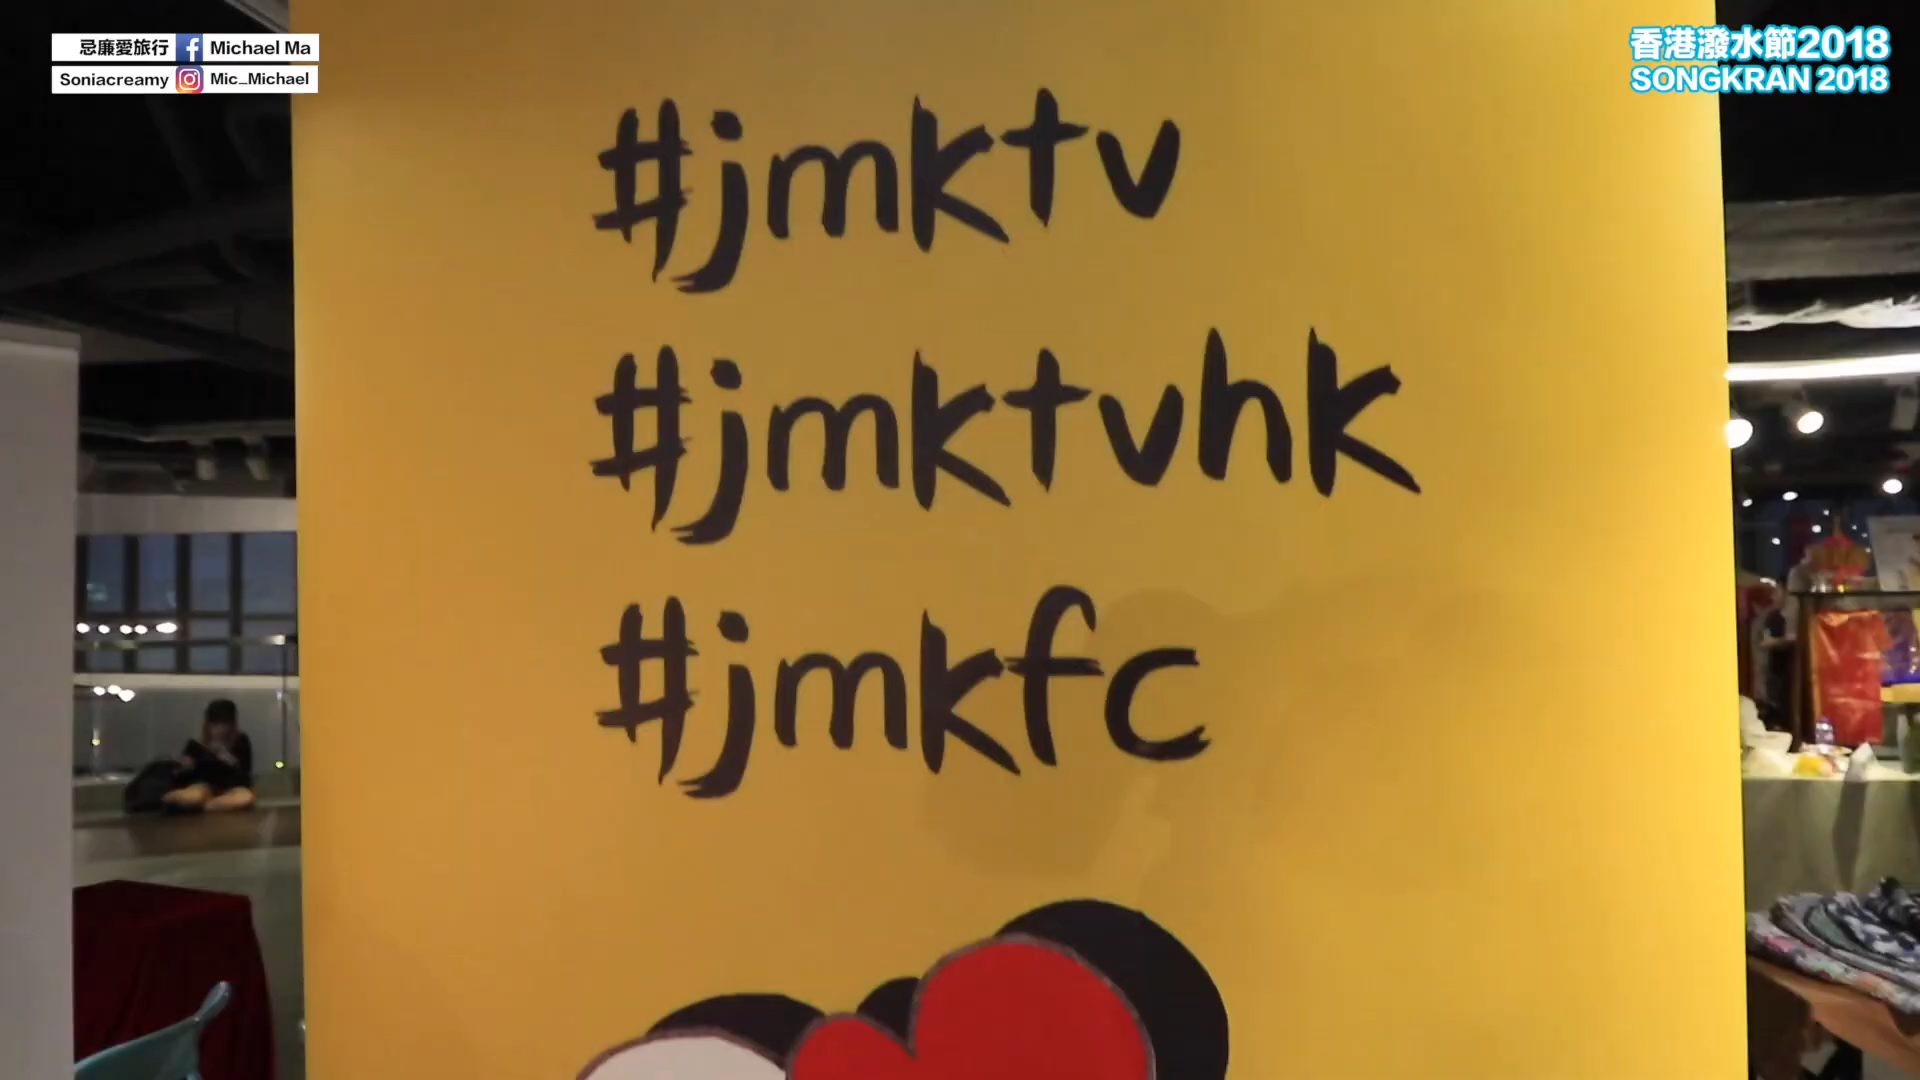 忌廉愛旅行 Michael Ma
Soniacreamy Mic_Michael
香港潑水節2018
SONGKRAN 2018
#jmktv
#jmktvhk
#jmkfc